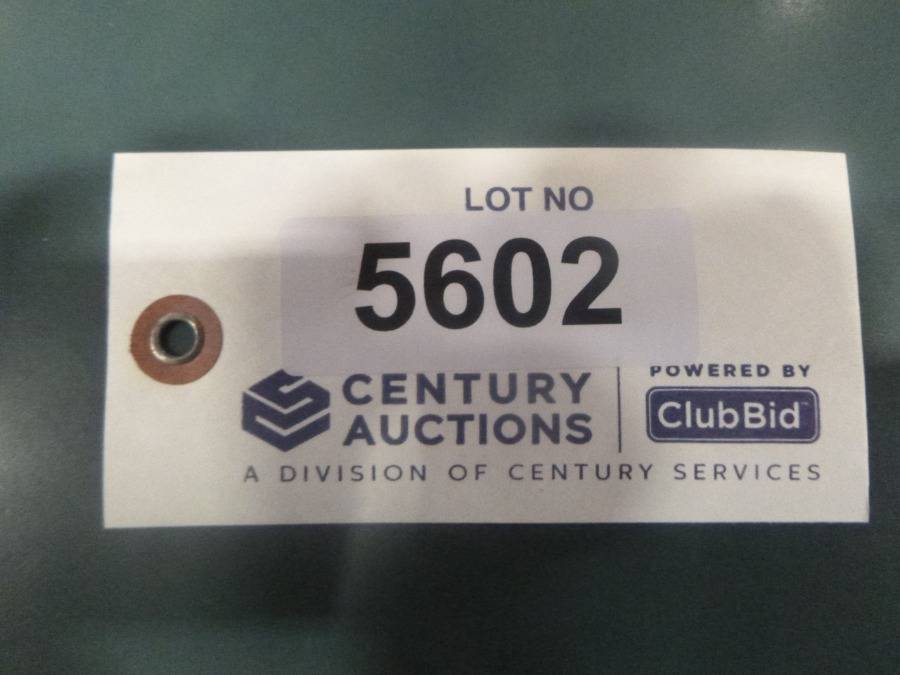 LOT NO
5602
CENTURY
AUCTIONS
POWERED BY
ClubBid™
A DIVISION OF CENTURY SERVICES